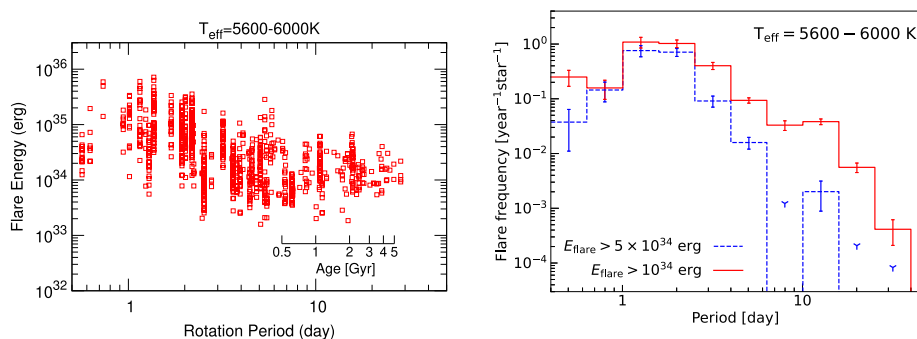 T_eff=5600-6000K
10^36
10^35
10^34
10^33
10^32
Flare Energy (erg)
0.5 1 2 3 4 5
Age [Gyr]
1 10
Rotation Period (day)
T_eff = 5600 − 6000 K
10^0
10^−1
10^−2
10^−3
10^−4
Flare frequency [year^−1star^−1]
E_flare > 5 × 10^34 erg
E_flare > 10^34 erg
1 10
Period [day]